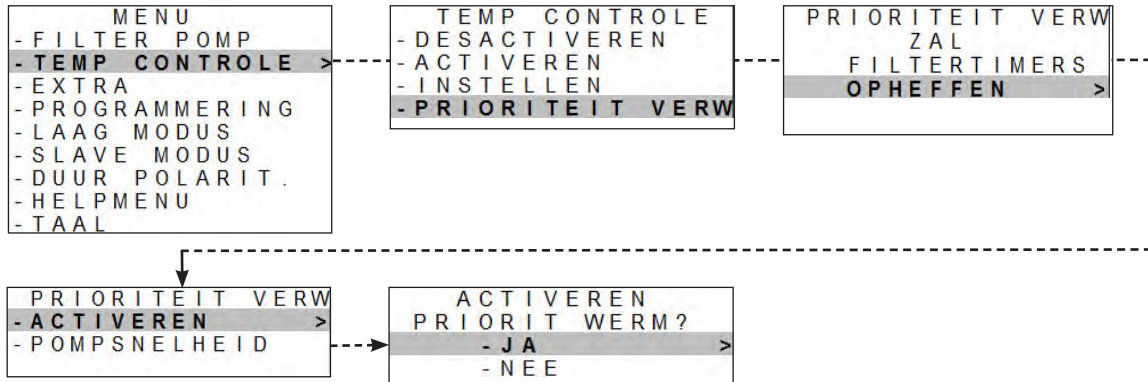 MENU
-FILTER POMP
-TEMP CONTROLE >
-EXTRA
-PROGRAMMERING
-LAAG MODUS
-SLAVE MODUS
-DUUR POLARIT.
-HELPMENU
-TAAL
TEMP CONTROLE
-DESACTIVEREN
-ACTIVEREN
-INSTELLEN
-PRIORITEIT VERW
PRIORITEIT VERW
ZAL
FILTERTIMERS
OPHEFFEN >
PRIORITEIT VERW
-ACTIVEREN >
-POMPSNELHEID
ACTIVEREN
PRIORIT WERM?
-JA >
-NEE